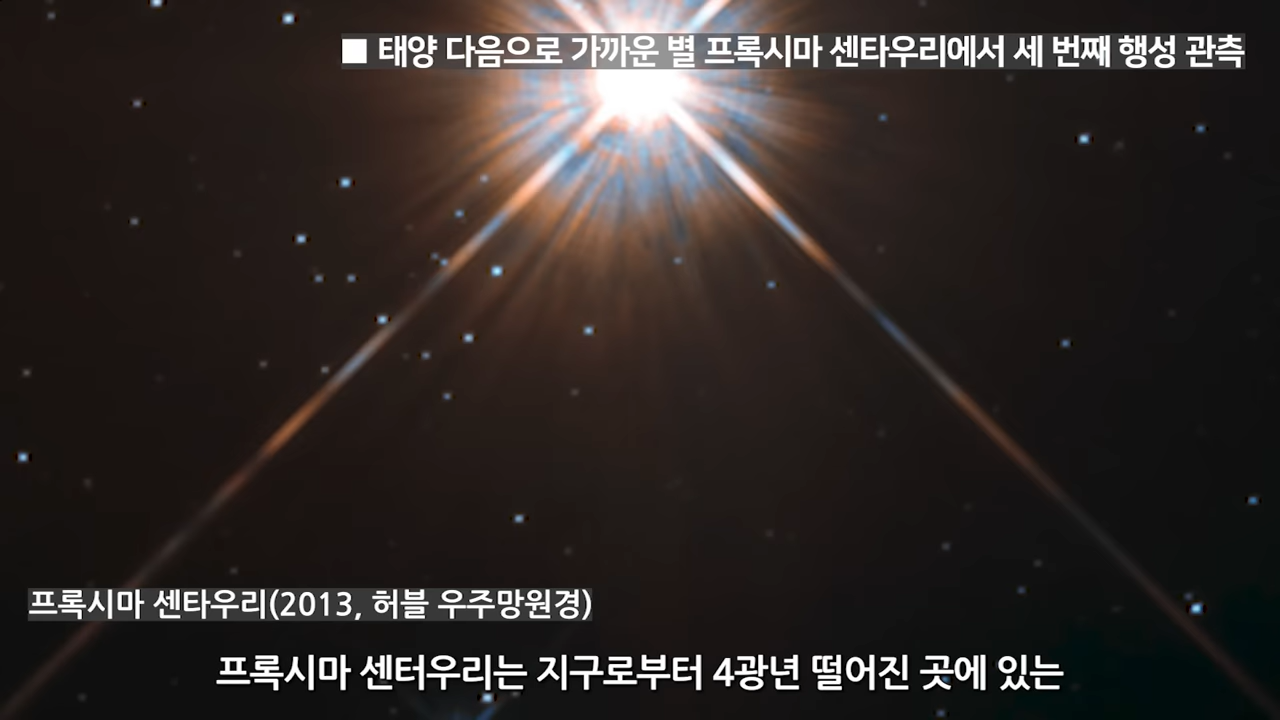 ■ 태양 다음으로 가까운 별 프록시마 센타우리에서 세 번째 행성 관측
프록시마 센타우리(2013, 허블 우주망원경)
프록시마 센터우리는 지구로부터 4광년 떨어진 곳에 있는